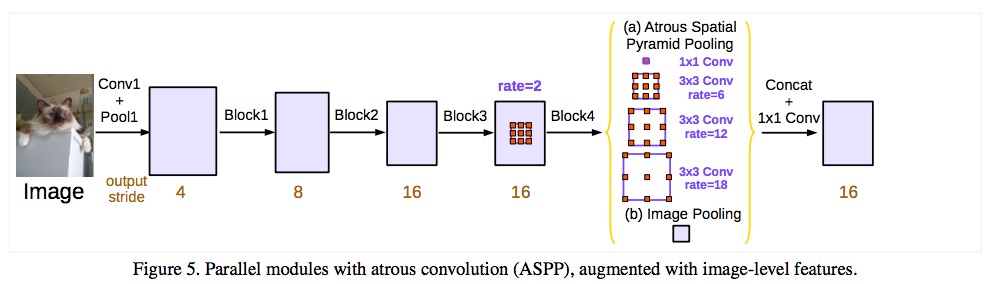 (a) Atrous Spatial
Pyramid Pooling
1x1 Conv
3x3 Conv
rate=6
3x3 Conv
rate=12
3x3 Conv
rate=18
(b) Image Pooling
Conv1
+
Pool1
Block1
Block2
Block3
rate=2
Block4
Concat
+
1x1 Conv
Image
output
stride
4
8
16
16
16
Figure 5. Parallel modules with atrous convolution (ASPP), augmented with image-level features.